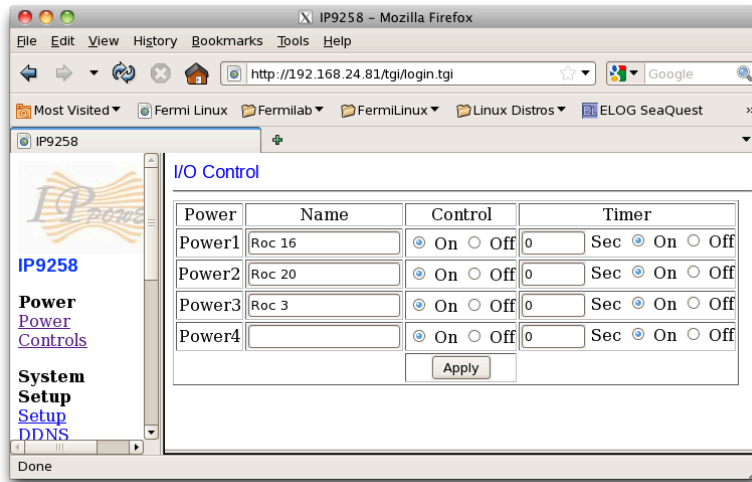 IP9258 – Mozilla Firefox
File Edit View History Bookmarks Tools Help
http://192.168.24.81/tgi/login.tgi Google
Most Visited Fermi Linux Fermilab FermiLinux Linux Distros ELOG SeaQuest »
IP9258
IP POWER
IP9258
Power
Power
Controls
System
Setup
Setup
DDNS
I/O Control
Power Name Control Timer
Power1 Roc 16 On Off 0 Sec On Off
Power2 Roc 20 On Off 0 Sec On Off
Power3 Roc 3 On Off 0 Sec On Off
Power4 On Off 0 Sec On Off
Apply
Done